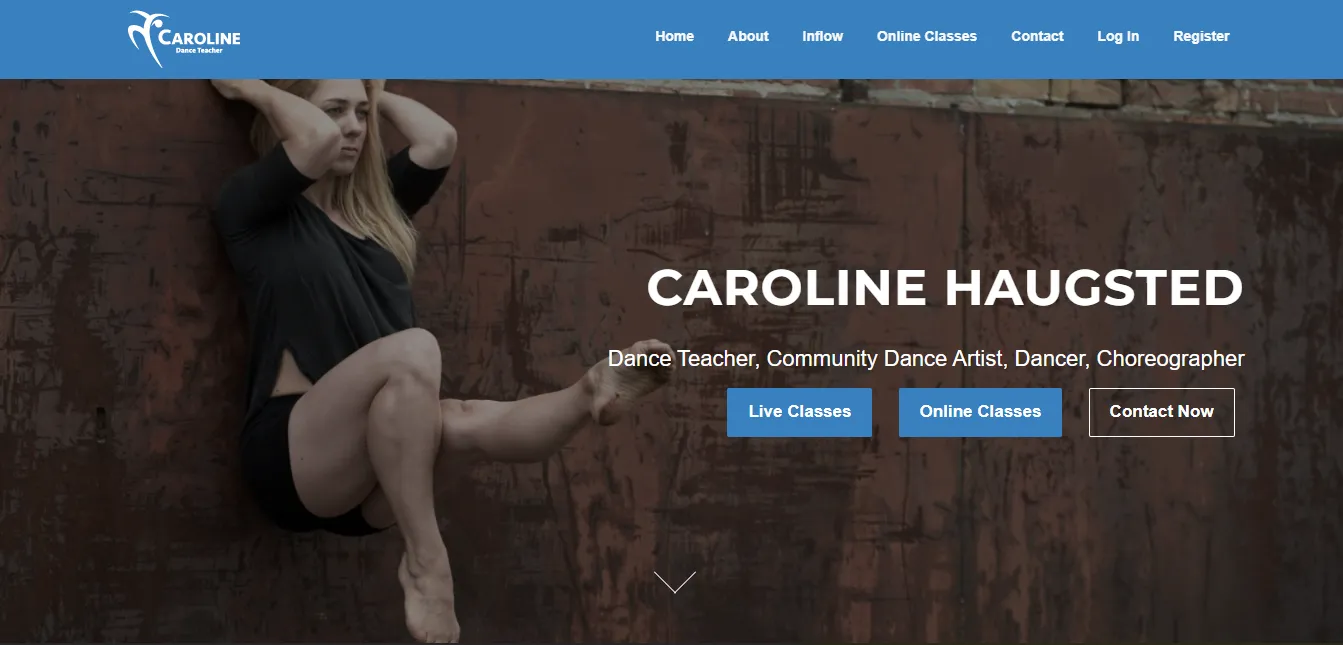 CAROLINE
Dance Teacher
Home About Inflow Online Classes Contact Log In Register
CAROLINE HAUGSTED
Dance Teacher, Community Dance Artist, Dancer, Choreographer
Live Classes Online Classes Contact Now